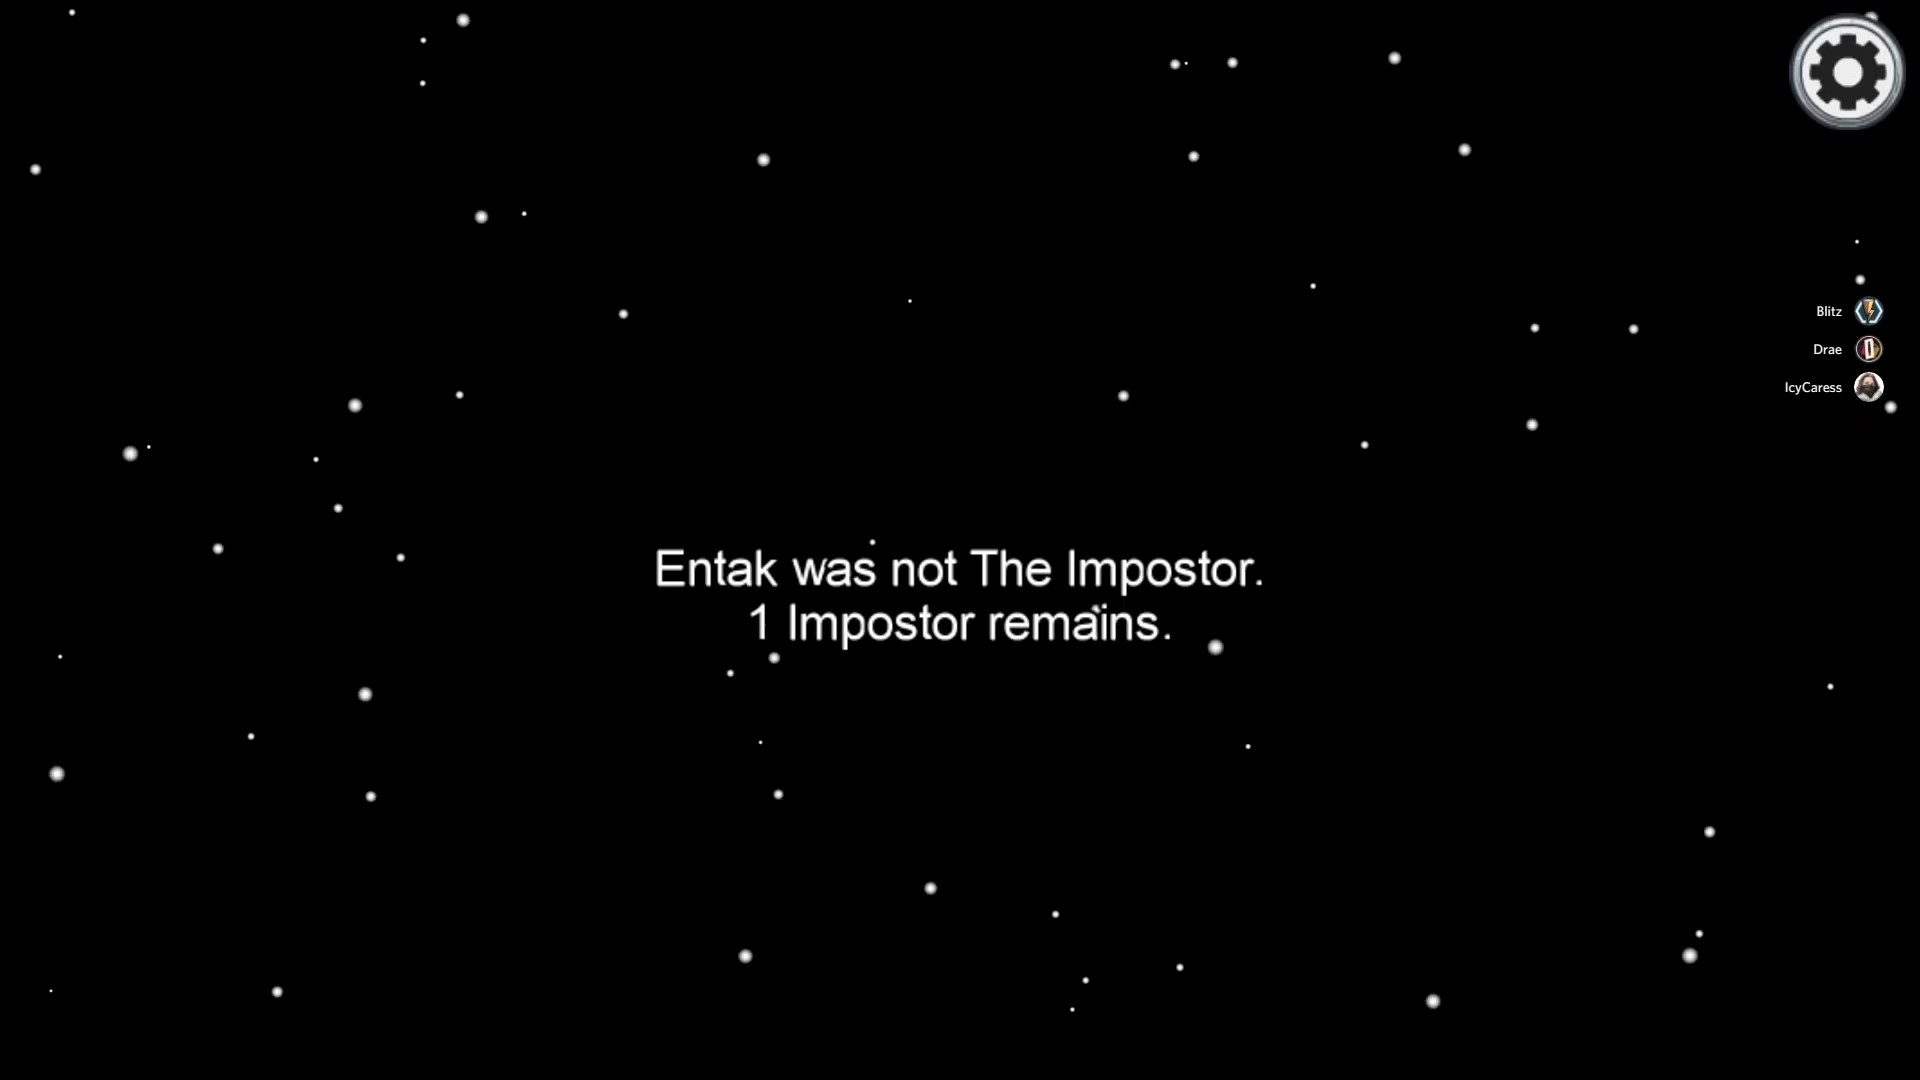 Blitz
Drae
IcyCaress
Entak was not The Impostor.
1 Impostor remains.